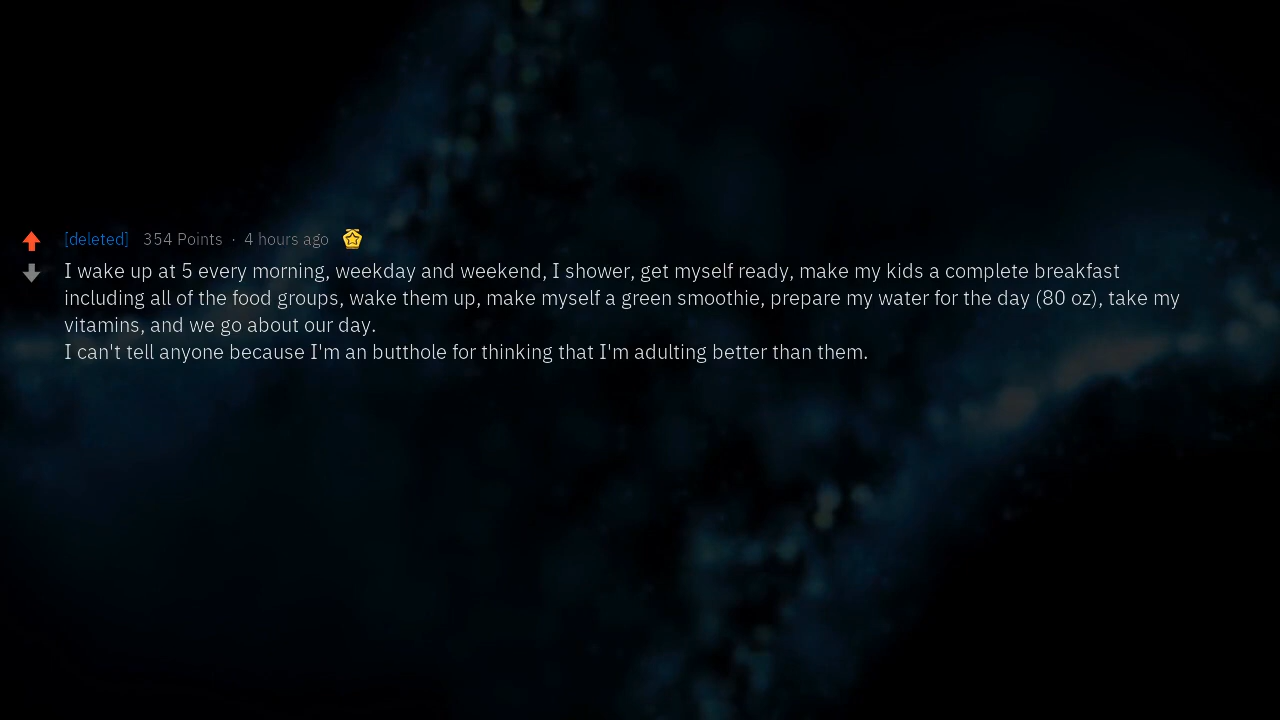 [deleted] 354 Points · 4 hours ago
I wake up at 5 every morning, weekday and weekend, I shower, get myself ready, make my kids a complete breakfast
including all of the food groups, wake them up, make myself a green smoothie, prepare my water for the day (80 oz), take my
vitamins, and we go about our day.
I can't tell anyone because I'm an butthole for thinking that I'm adulting better than them.